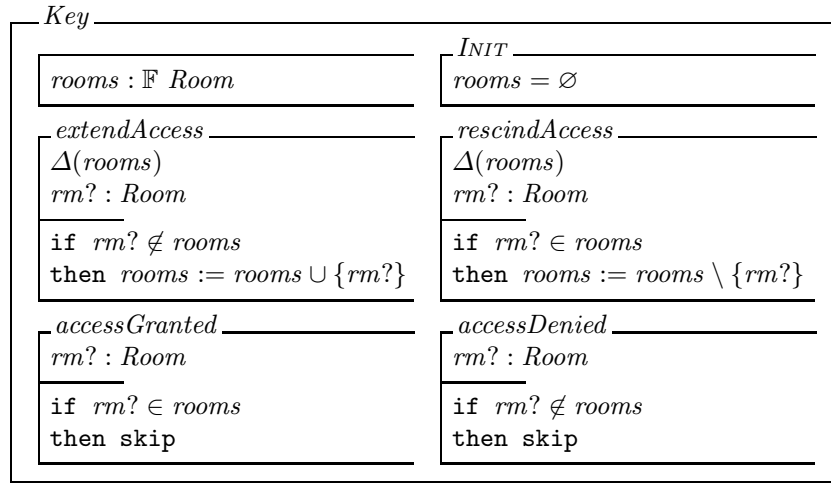 Key
rooms : 𝔽 Room
INIT
rooms = ∅
extendAccess
Δ(rooms)
rm? : Room
if rm? ∉ rooms
then rooms := rooms ∪ {rm?}
rescindAccess
Δ(rooms)
rm? : Room
if rm? ∈ rooms
then rooms := rooms \ {rm?}
accessGranted
rm? : Room
if rm? ∈ rooms
then skip
accessDenied
rm? : Room
if rm? ∉ rooms
then skip